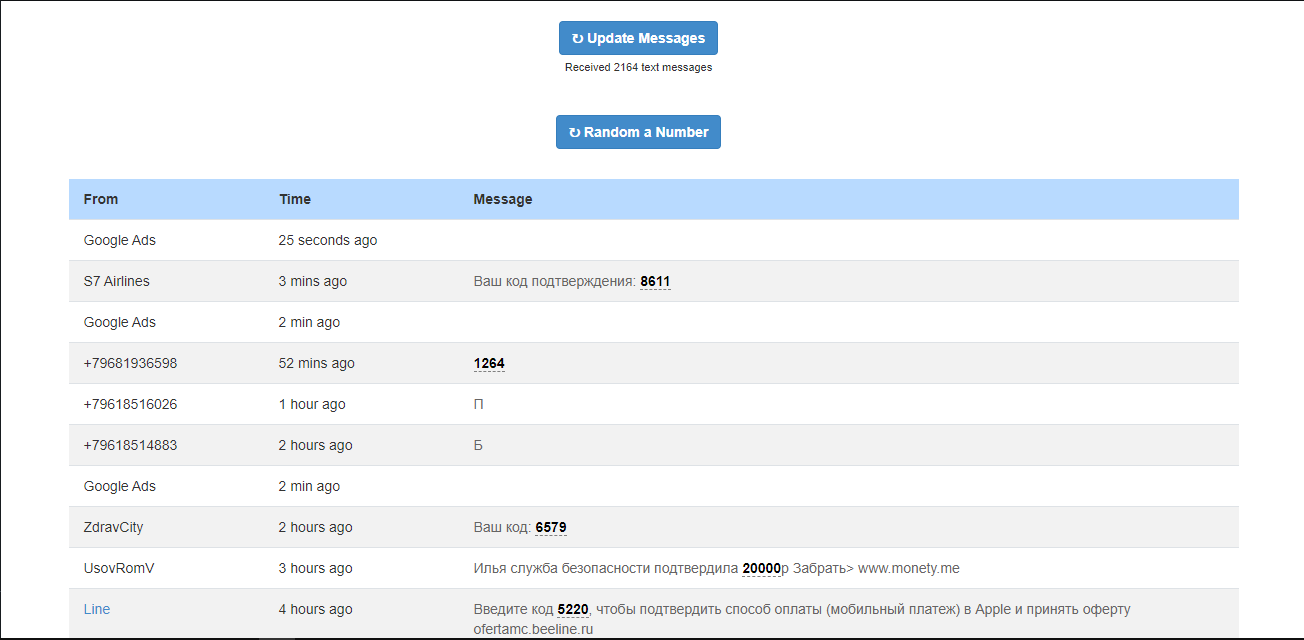 ↻ Update Messages
Received 2164 text messages
↻ Random a Number
From Time Message
Google Ads 25 seconds ago
S7 Airlines 3 mins ago Ваш код подтверждения: 8611
Google Ads 2 min ago
+79681936598 52 mins ago 1264
+79618516026 1 hour ago П
+79618514883 2 hours ago Б
Google Ads 2 min ago
ZdravCity 2 hours ago Ваш код: 6579
UsovRomV 3 hours ago Илья служба безопасности подтвердила 20000р Забрать> www.monety.me
Line 4 hours ago Введите код 5220, чтобы подтвердить способ оплаты (мобильный платеж) в Apple и принять оферту
ofertamc.beeline.ru